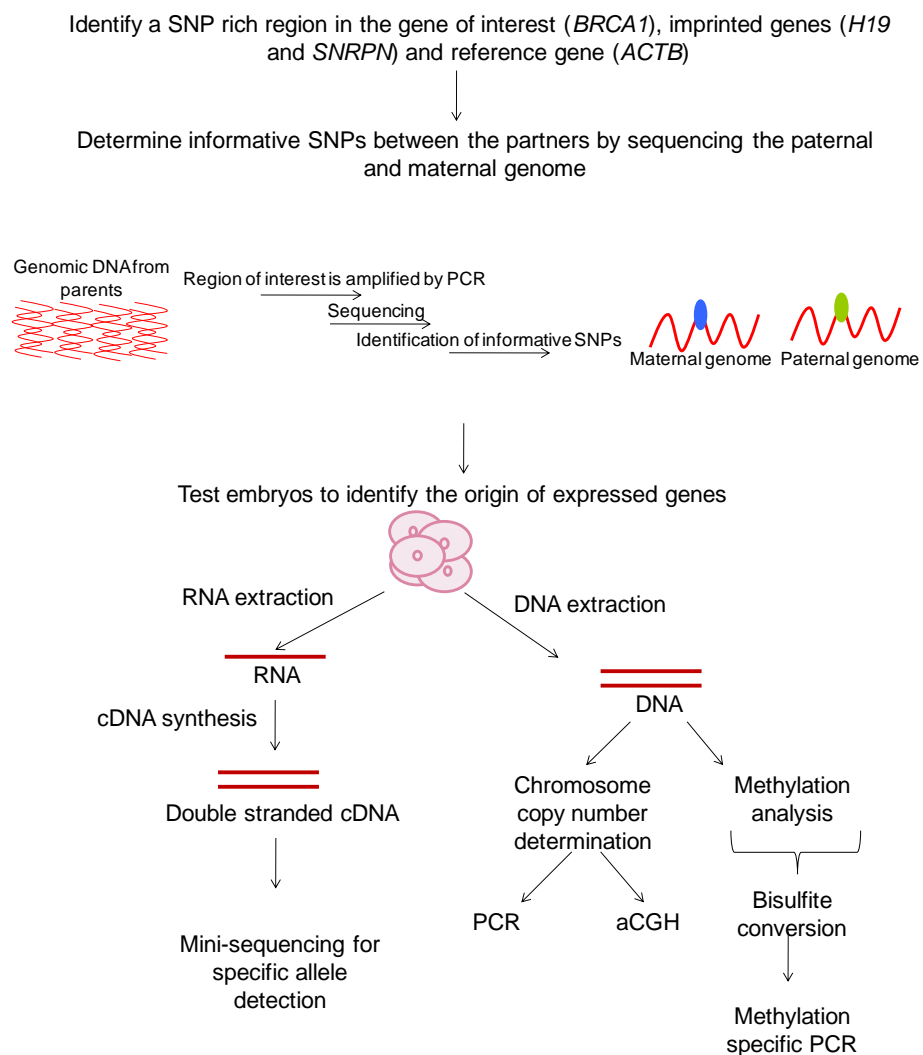 Identify a SNP rich region in the gene of interest (BRCA1), imprinted genes (H19
and SNRPN) and reference gene (ACTB)
Determine informative SNPs between the partners by sequencing the paternal
and maternal genome
Genomic DNA from
parents
Region of interest is amplified by PCR
Sequencing
Identification of informative SNPs
Maternal genome
Paternal genome
Test embryos to identify the origin of expressed genes
RNA extraction
DNA extraction
RNA
DNA
cDNA synthesis
Double stranded cDNA
Chromosome
copy number
determination
Methylation
analysis
PCR
aCGH
Bisulfite
conversion
Mini-sequencing for
specific allele
detection
Methylation
specific PCR